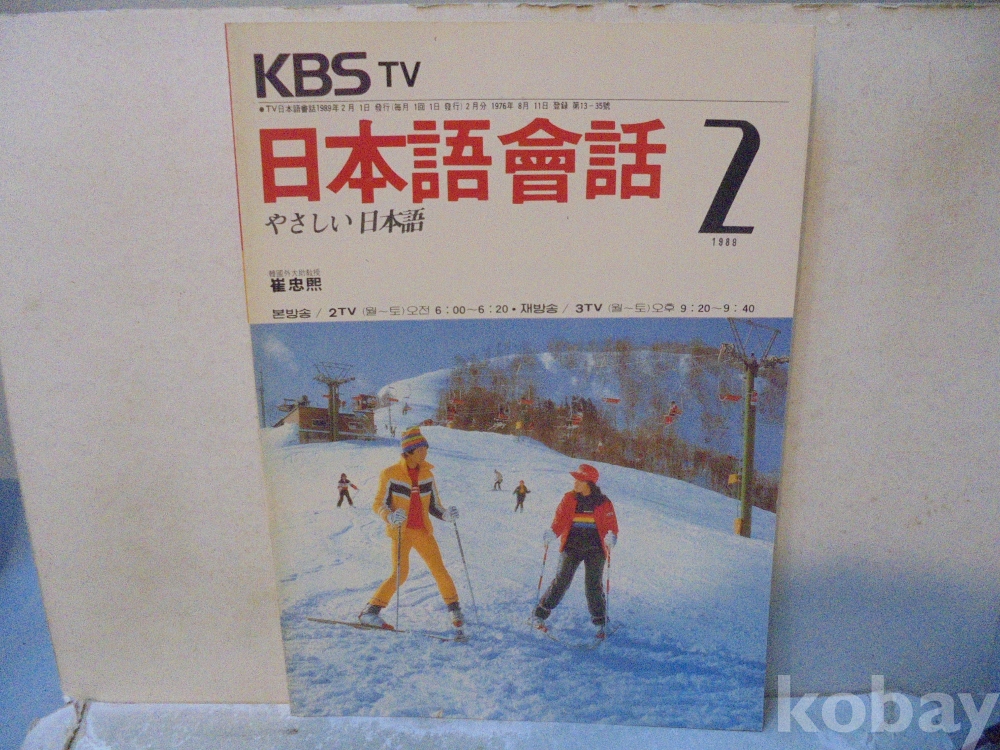 KBS TV
●TV日本語會話1989年 2月 1日 發行(每月 1回 1日 發行) 2月分 1976年 8月 11日 登錄 第13-35號
日本語會話 2
やさしい 日本語
1989
韓國外大助敎授
崔忠熙
본방송 / 2TV (월~토)오전 6:00~6:20 • 재방송 / 3TV (월~토)오후 9:20~9:40
kobay